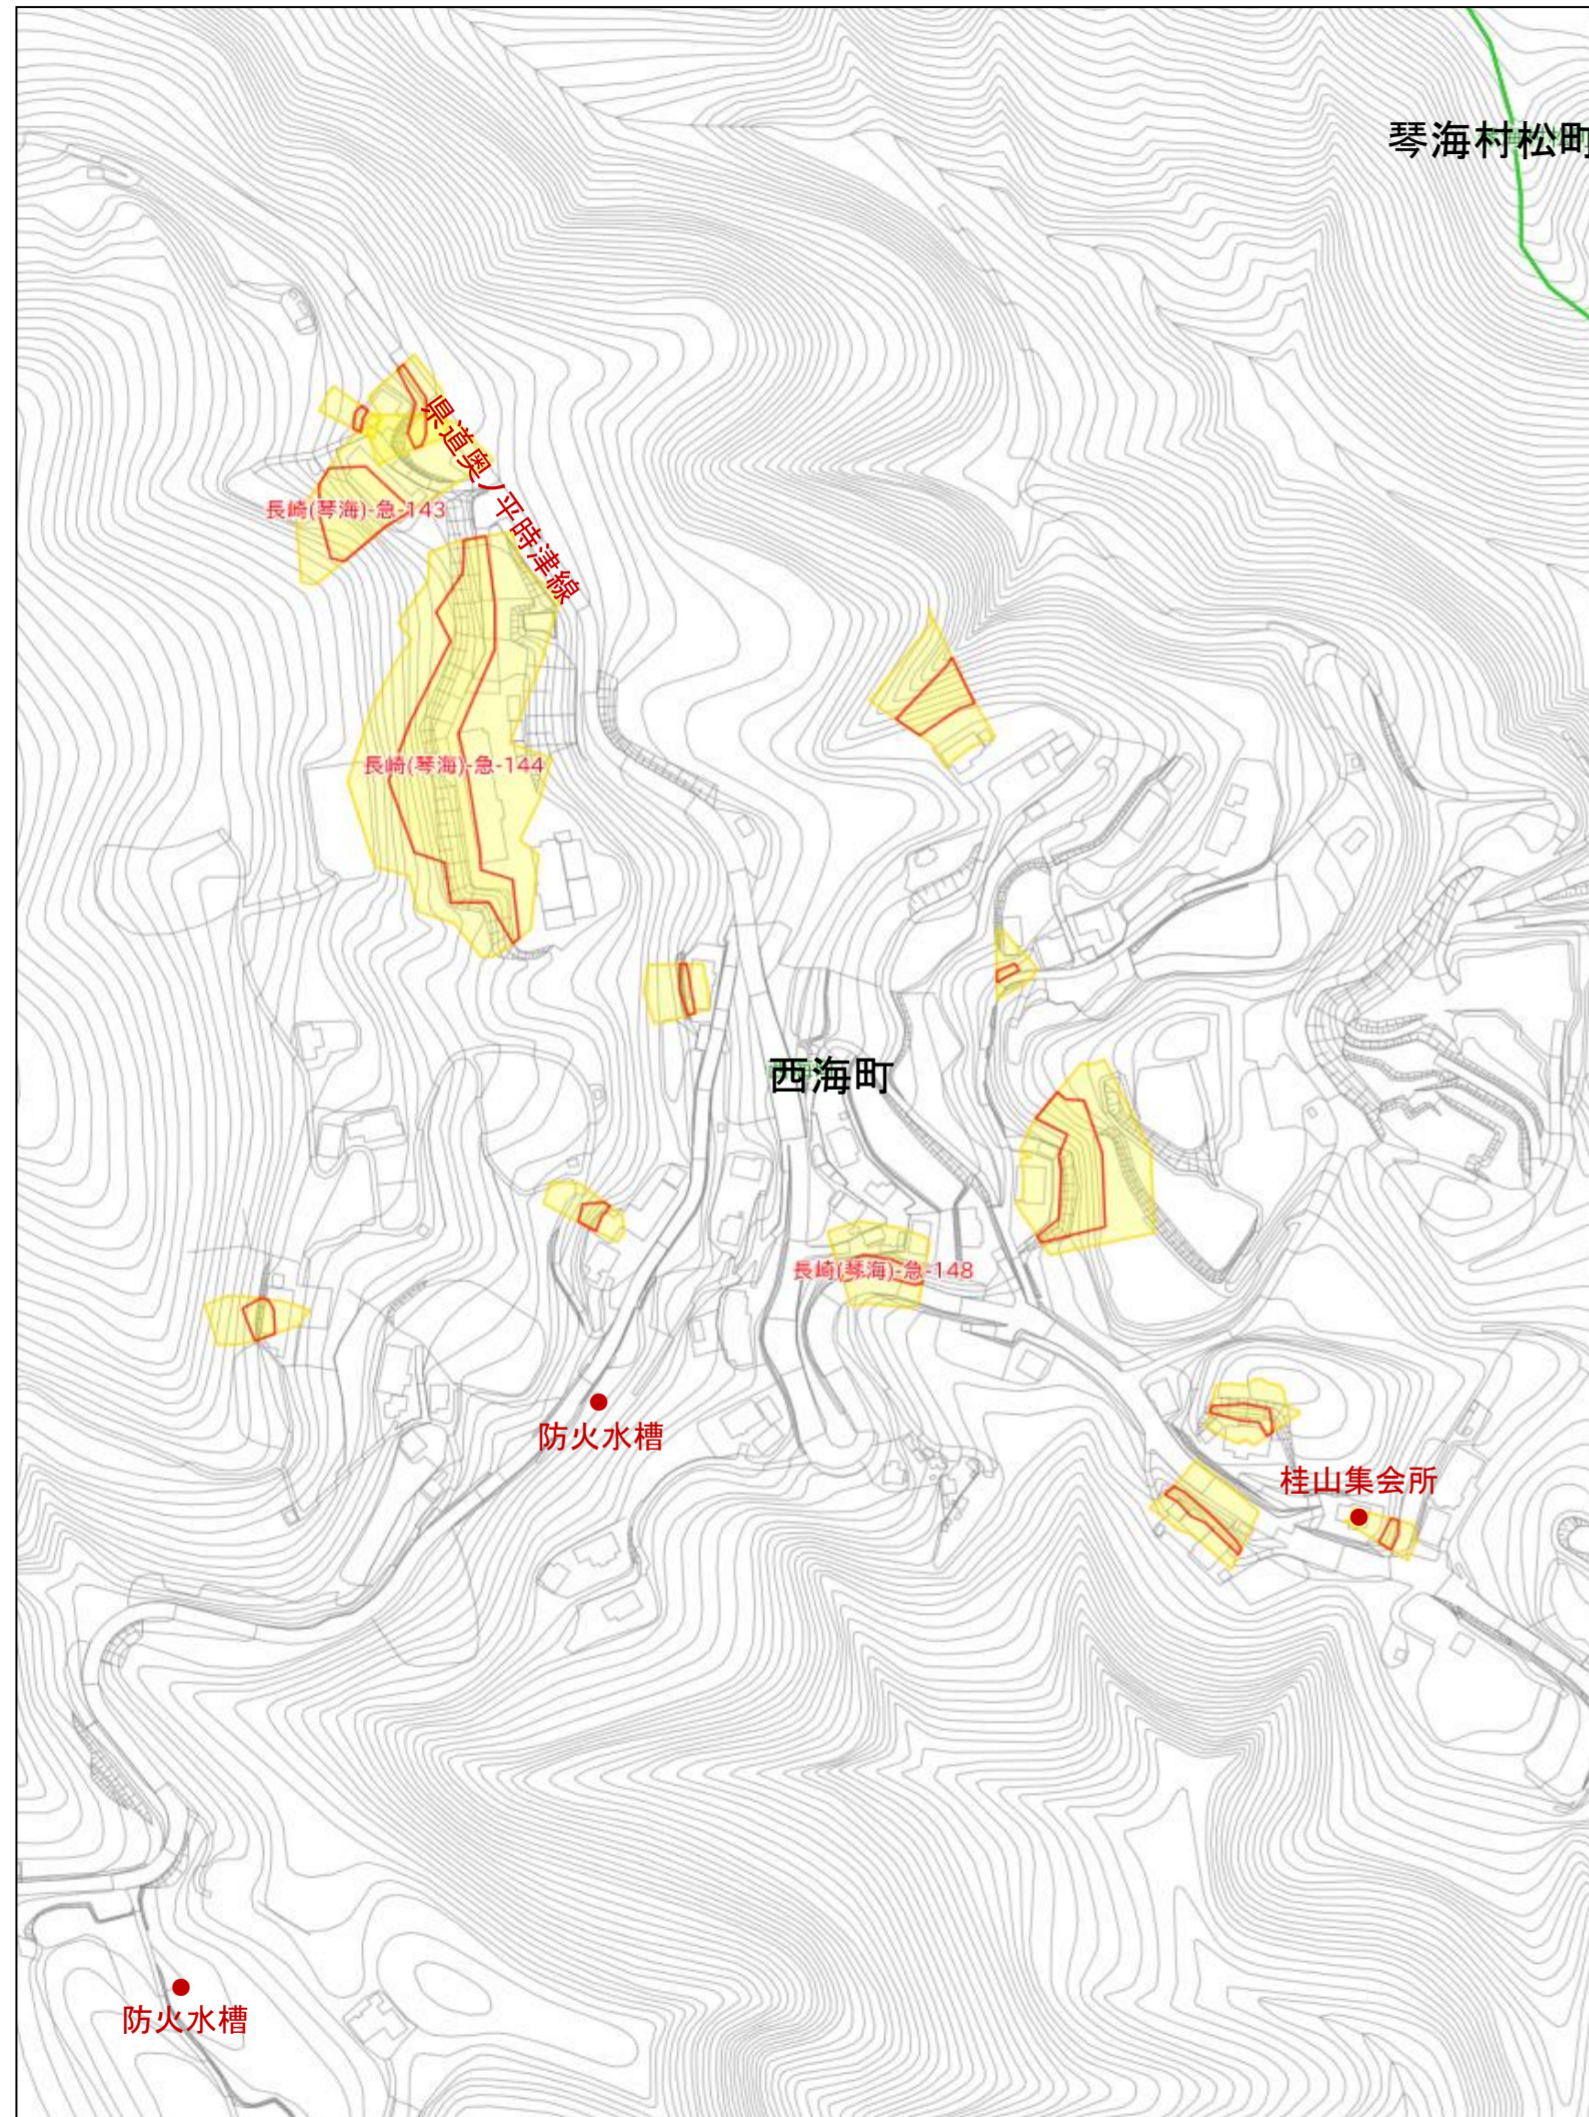 琴海村松町
県道奥ノ平時津線
長崎(琴海)-急-143
長崎(琴海)-急-144
西海町
長崎(琴海)-急-148
防火水槽
桂山集会所
防火水槽